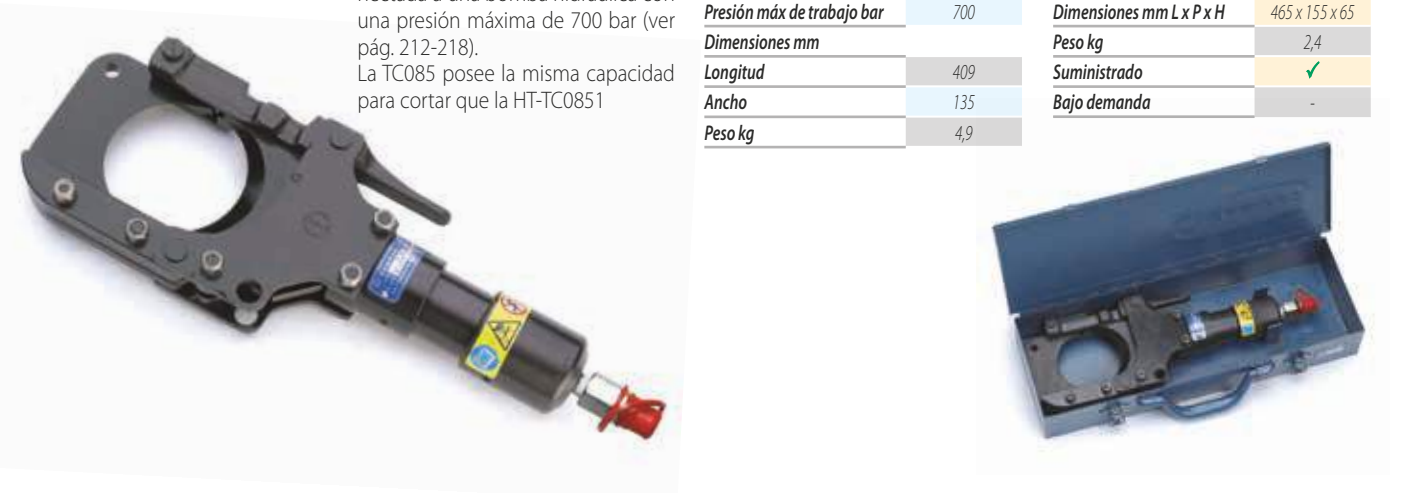 una presión máxima de 700 bar (ver
pág. 212-218).
La TC085 posee la misma capacidad
para cortar que la HT-TC0851
Presión máx de trabajo bar 700
Dimensiones mm
Longitud 409
Ancho 135
Peso kg 4,9
Dimensiones mm L x P x H 465 x 155 x 65
Peso kg 2,4
Suministrado ✓
Bajo demanda -